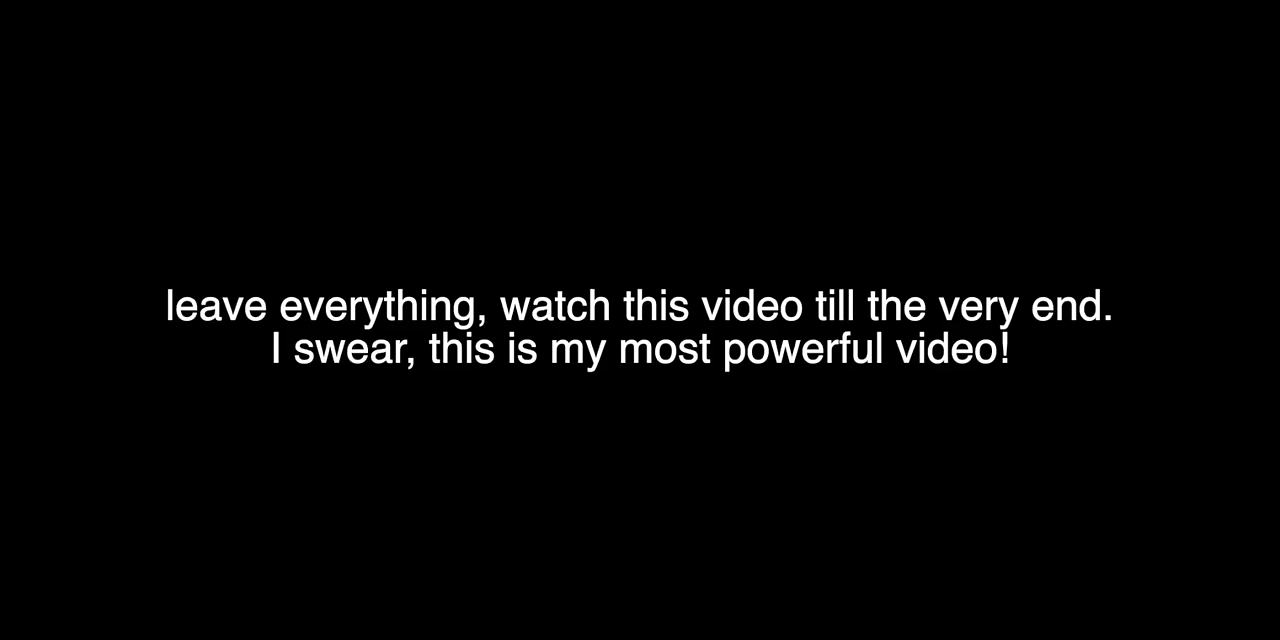 leave everything, watch this video till the very end.
I swear, this is my most powerful video!